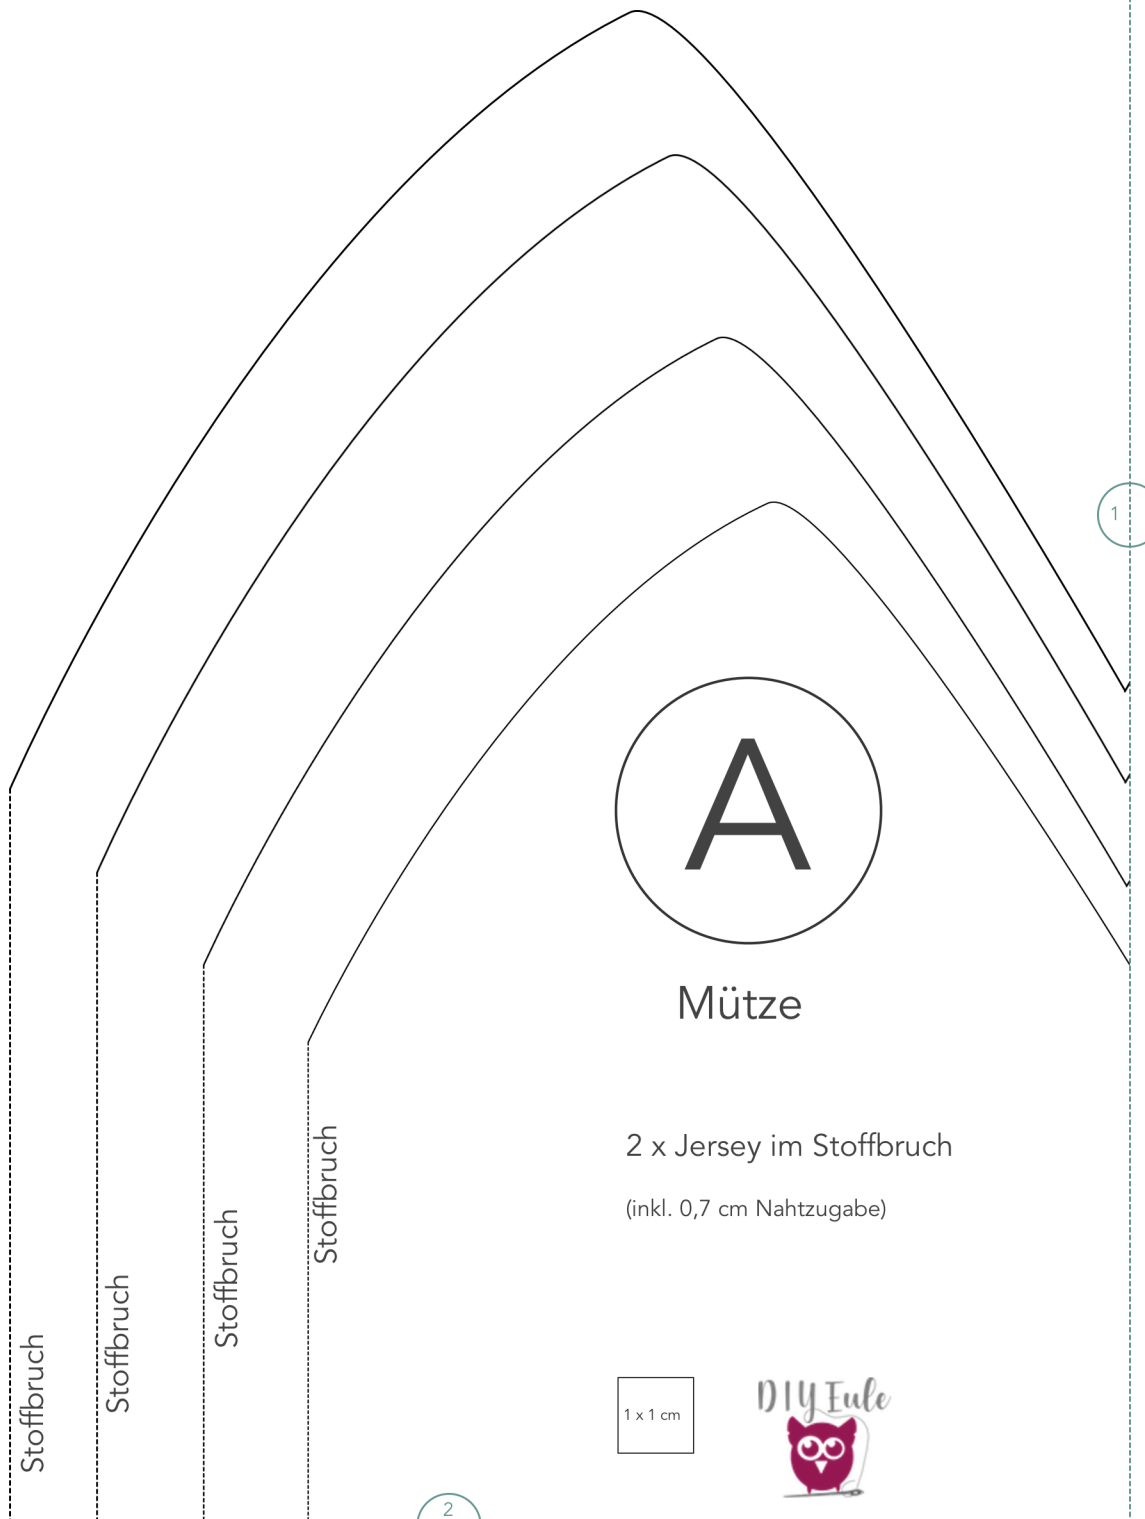 1
A
Mütze
2 x Jersey im Stoffbruch
(inkl. 0,7 cm Nahtzugabe)
Stoffbruch
Stoffbruch
Stoffbruch
Stoffbruch
1 x 1 cm
DIY Eule
2